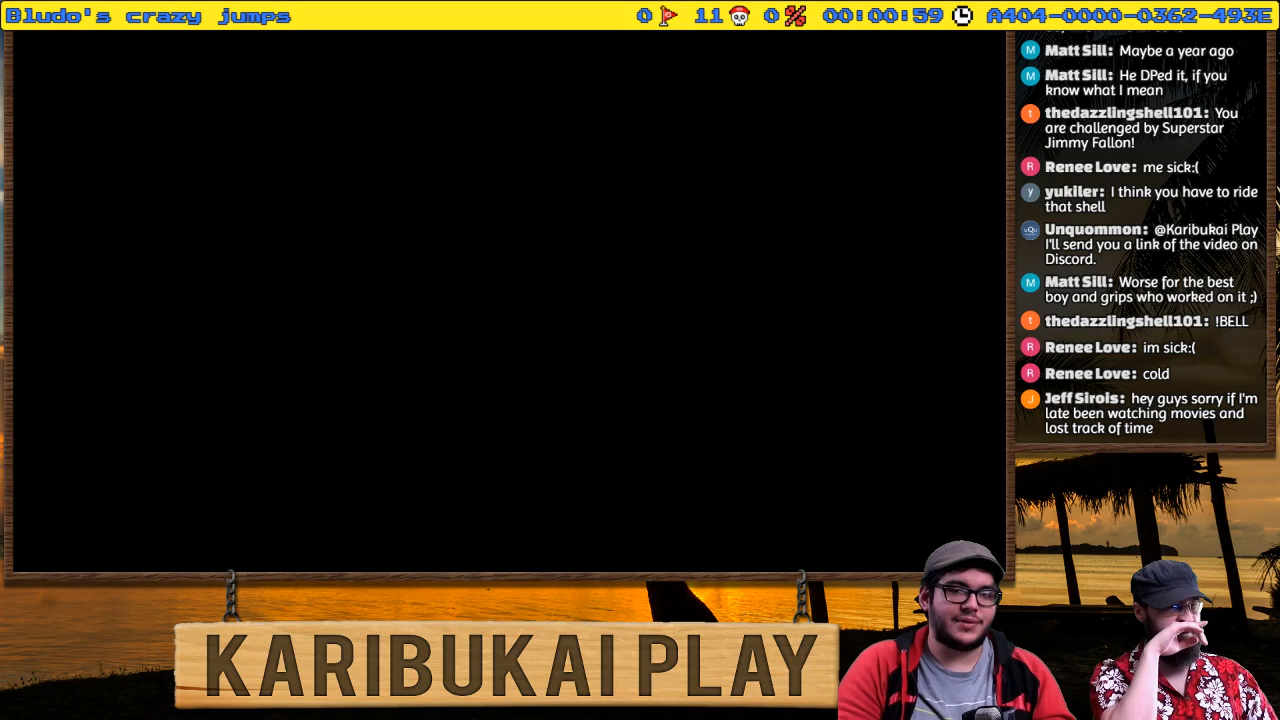 Bludo's crazy jumps 0 11 0 00:00:59 A404-0000-0362-493E
M Matt Sill: Maybe a year ago
M Matt Sill: He DPed it, if you
know what I mean
t thedazzlingshell101: You
are challenged by Superstar
Jimmy Fallon!
R Renee Love: me sick:(
y yukiler: I think you have to ride
that shell
uQu Unquommon: @Karibukai Play
I'll send you a link of the video on
Discord.
M Matt Sill: Worse for the best
boy and grips who worked on it ;)
t thedazzlingshell101: !BELL
R Renee Love: im sick:(
R Renee Love: cold
J Jeff Sirois: hey guys sorry if I'm
late been watching movies and
lost track of time
KARIBUKAI PLAY